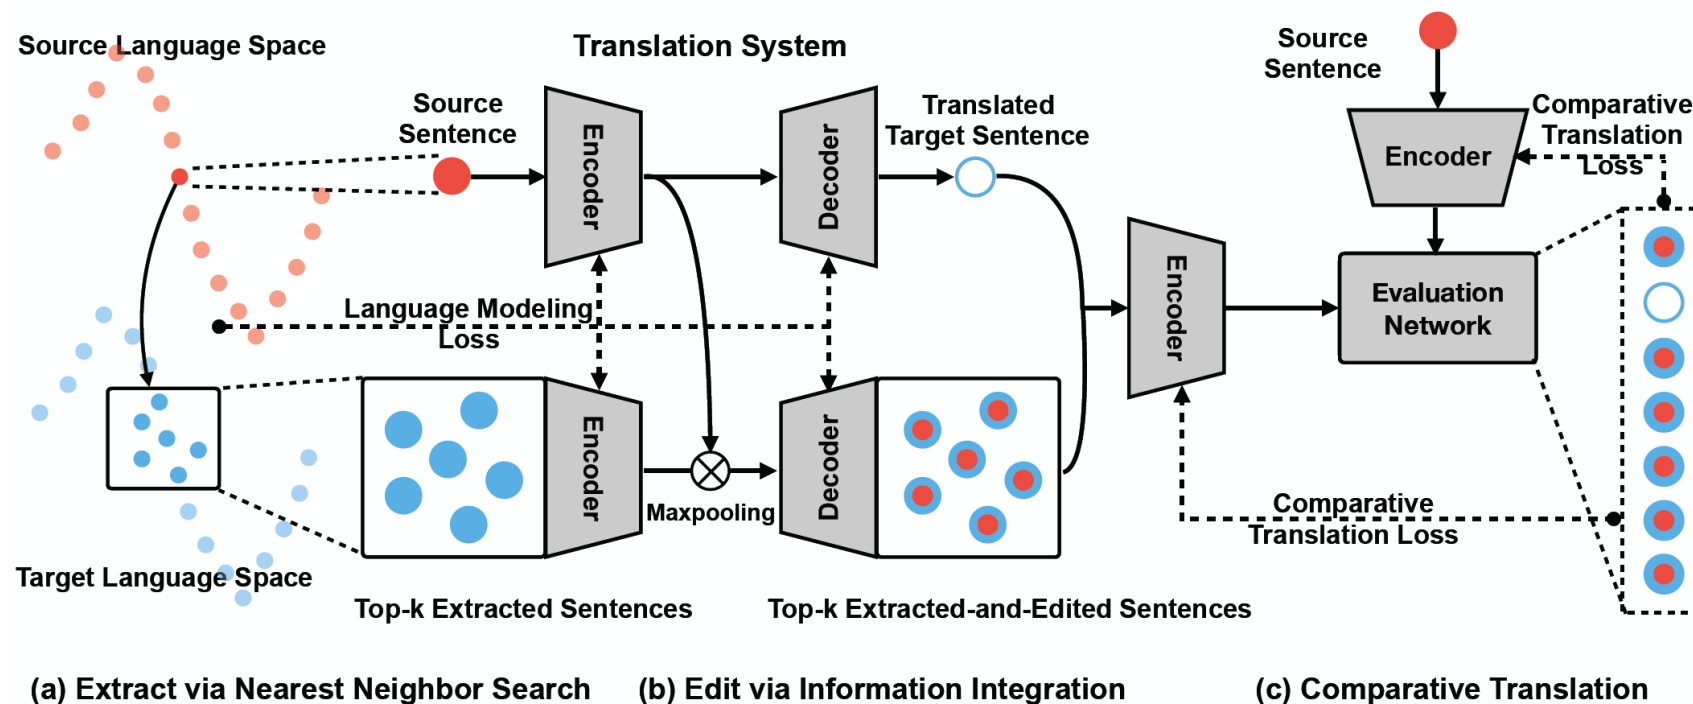 Source Language Space
Translation System
Source
Sentence
Encoder
Decoder
Translated
Target Sentence
Source
Sentence
Encoder
Comparative
Translation
Loss
Language Modeling
Loss
Encoder
Evaluation
Network
Encoder
Maxpooling
Decoder
Comparative
Translation Loss
Target Language Space
Top-k Extracted Sentences
Top-k Extracted-and-Edited Sentences
(a) Extract via Nearest Neighbor Search
(b) Edit via Information Integration
(c) Comparative Translation